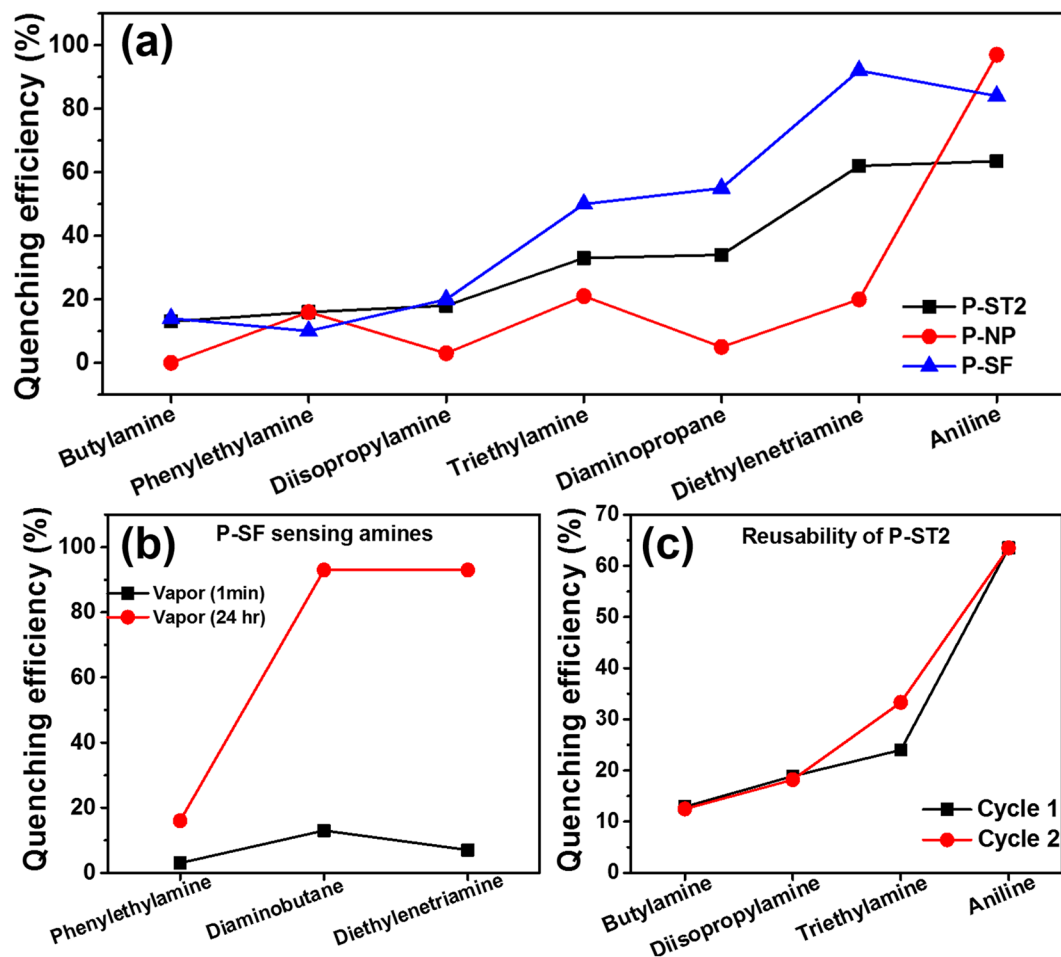 (a)
Quenching efficiency (%)
100
80
60
40
20
0
P-ST2
P-NP
P-SF
Butylamine
Phenylethylamine
Diisopropylamine
Triethylamine
Diaminopropane
Diethylenetriamine
Aniline
(b)
P-SF sensing amines
Quenching efficiency (%)
100
80
60
40
20
0
Vapor (1min)
Vapor (24 hr)
Phenylethylamine
Diaminobutane
Diethylenetriamine
(c)
Reusability of P-ST2
Quenching efficiency (%)
70
60
50
40
30
20
10
0
Cycle 1
Cycle 2
Butylamine
Diisopropylamine
Triethylamine
Aniline